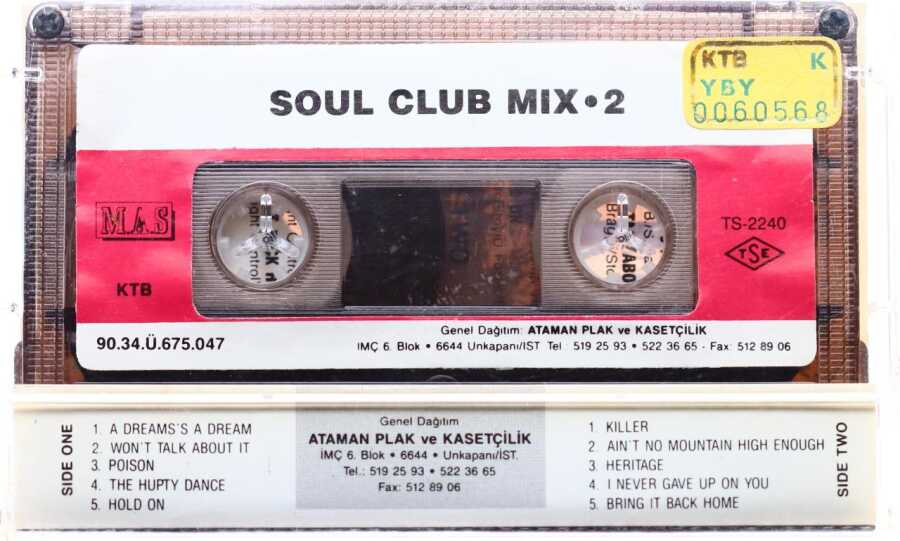 SOUL CLUB MIX•2
KTB K
YBY
0060568
MAS
KTB
TS-2240
TSE
90.34.Ü.675.047
Genel Dağıtım: ATAMAN PLAK ve KASETÇİLİK
İMÇ 6. Blok • 6644 Unkapanı/İST. Tel: 519 25 93 • 522 36 65 - Fax: 512 89 06
SIDE ONE
1. A DREAMS'S A DREAM
2. WON'T TALK ABOUT IT
3. POISON
4. THE HUPTY DANCE
5. HOLD ON
Genel Dağıtım
ATAMAN PLAK ve KASETÇİLİK
İMÇ 6. Blok • 6644 • Unkapanı/İST.
Tel.: 519 25 93 • 522 36 65
Fax: 512 89 06
1. KILLER
2. AIN'T NO MOUNTAIN HIGH ENOUGH
3. HERITAGE
4. I NEVER GAVE UP ON YOU
5. BRING IT BACK HOME
SIDE TWO